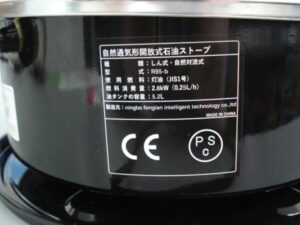 自然通気形開放式石油ストーブ
種　　類：しん式・自然対流式
型　　式：R95-b
使用燃料：灯油（JIS1号）
燃料消費量：2.6kW（0.25L/h）
油タンクの容量：5.2L
製造元：ningbo fenglan intelligent technology co.,ltd
MADE IN CHINA
CE
PS
C